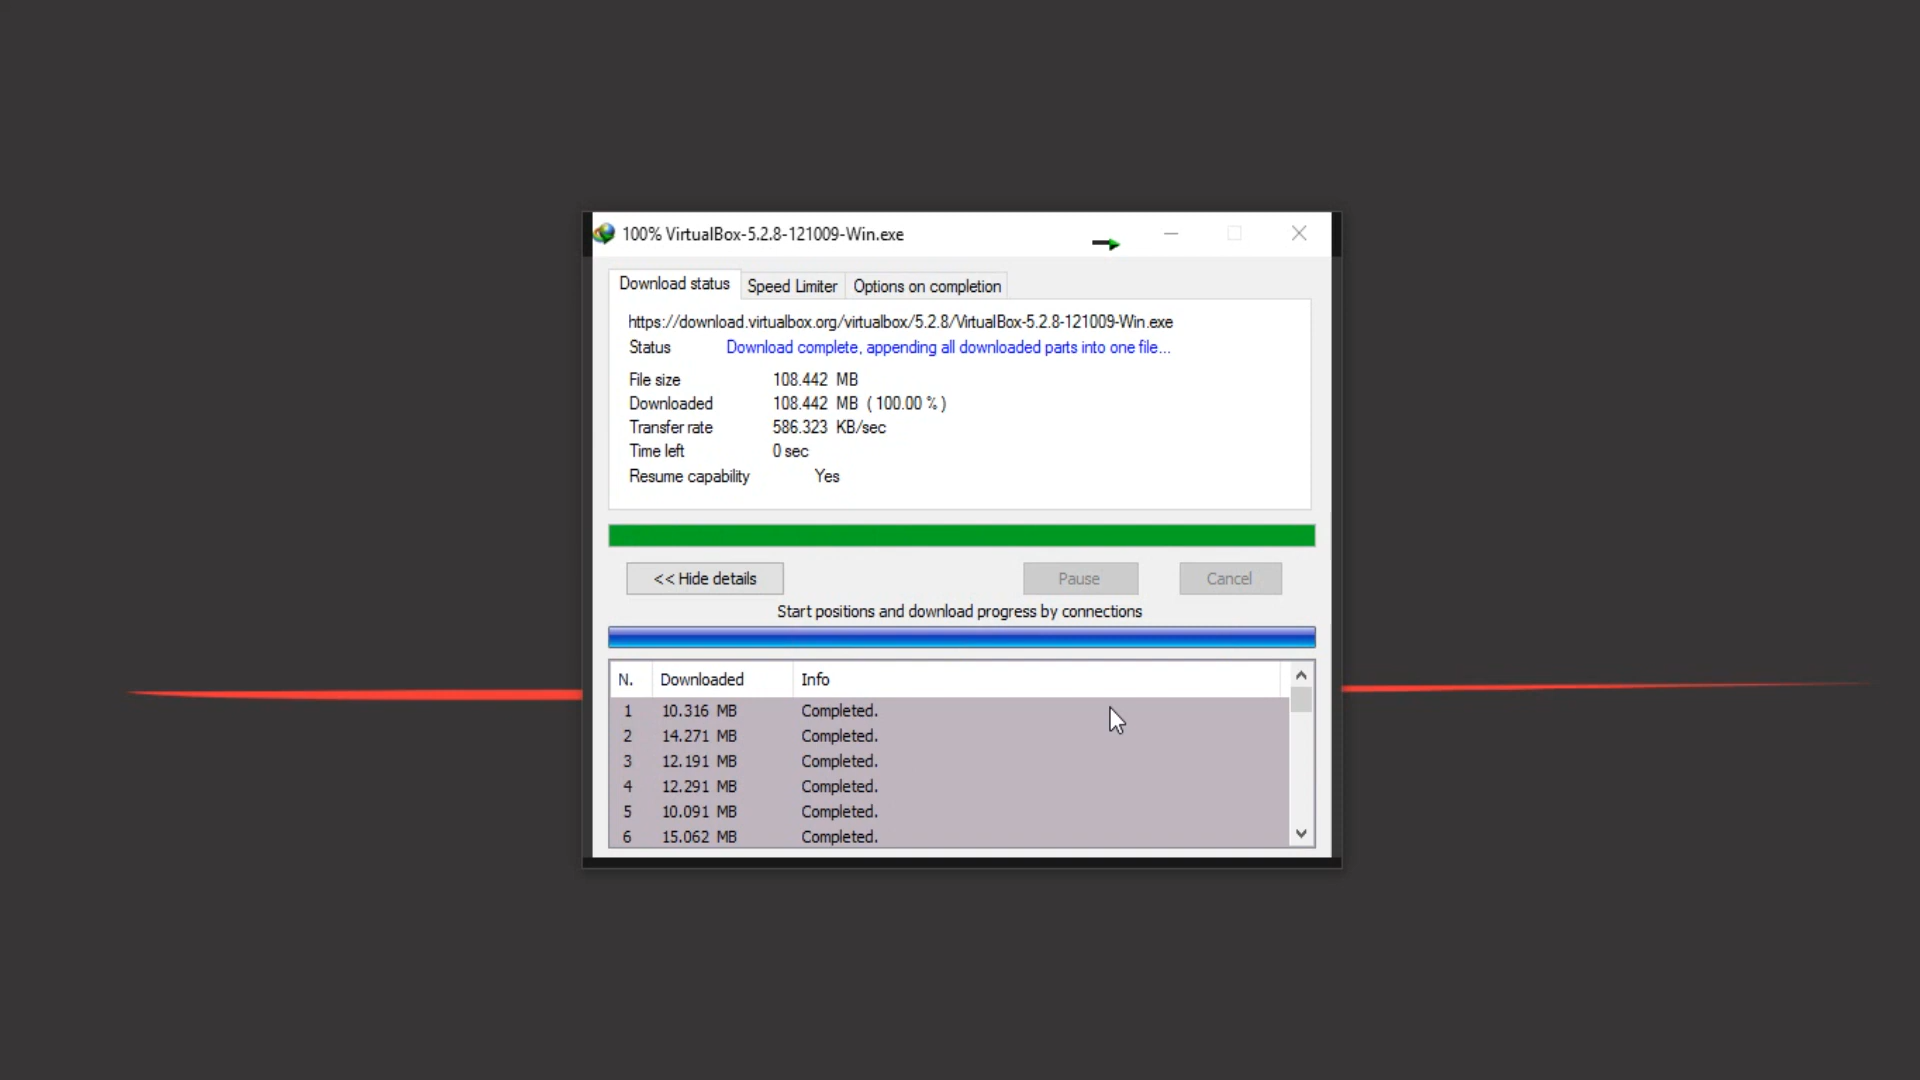 100% VirtualBox-5.2.8-121009-Win.exe
Download status Speed Limiter Options on completion
https://download.virtualbox.org/virtualbox/5.2.8/VirtualBox-5.2.8-121009-Win.exe
Status Download complete, appending all downloaded parts into one file...
File size 108.442 MB
Downloaded 108.442 MB ( 100.00 % )
Transfer rate 586.323 KB/sec
Time left 0 sec
Resume capability Yes
<< Hide details Pause Cancel
Start positions and download progress by connections
N. Downloaded Info
1 10.316 MB Completed.
2 14.271 MB Completed.
3 12.191 MB Completed.
4 12.291 MB Completed.
5 10.091 MB Completed.
6 15.062 MB Completed.